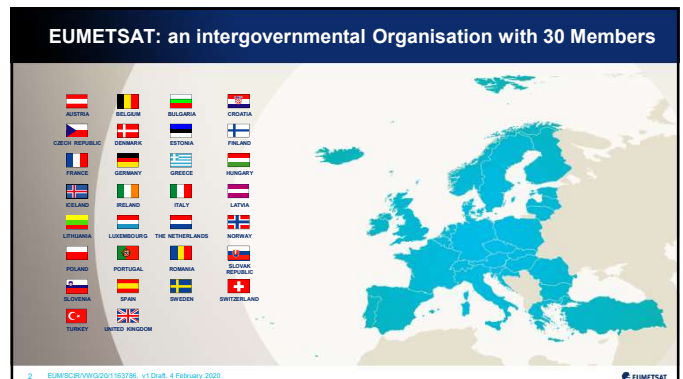 EUMETSAT: an intergovernmental Organisation with 30 Members
AUSTRIA BELGIUM BULGARIA CROATIA
CZECH REPUBLIC DENMARK ESTONIA FINLAND
FRANCE GERMANY GREECE HUNGARY
ICELAND IRELAND ITALY LATVIA
LITHUANIA LUXEMBOURG THE NETHERLANDS NORWAY
POLAND PORTUGAL ROMANIA SLOVAK
REPUBLIC
SLOVENIA SPAIN SWEDEN SWITZERLAND
TURKEY UNITED KINGDOM
2 EUM/SCIR/VWG/20/1163786, v1 Draft, 4 February 2020
EUMETSAT